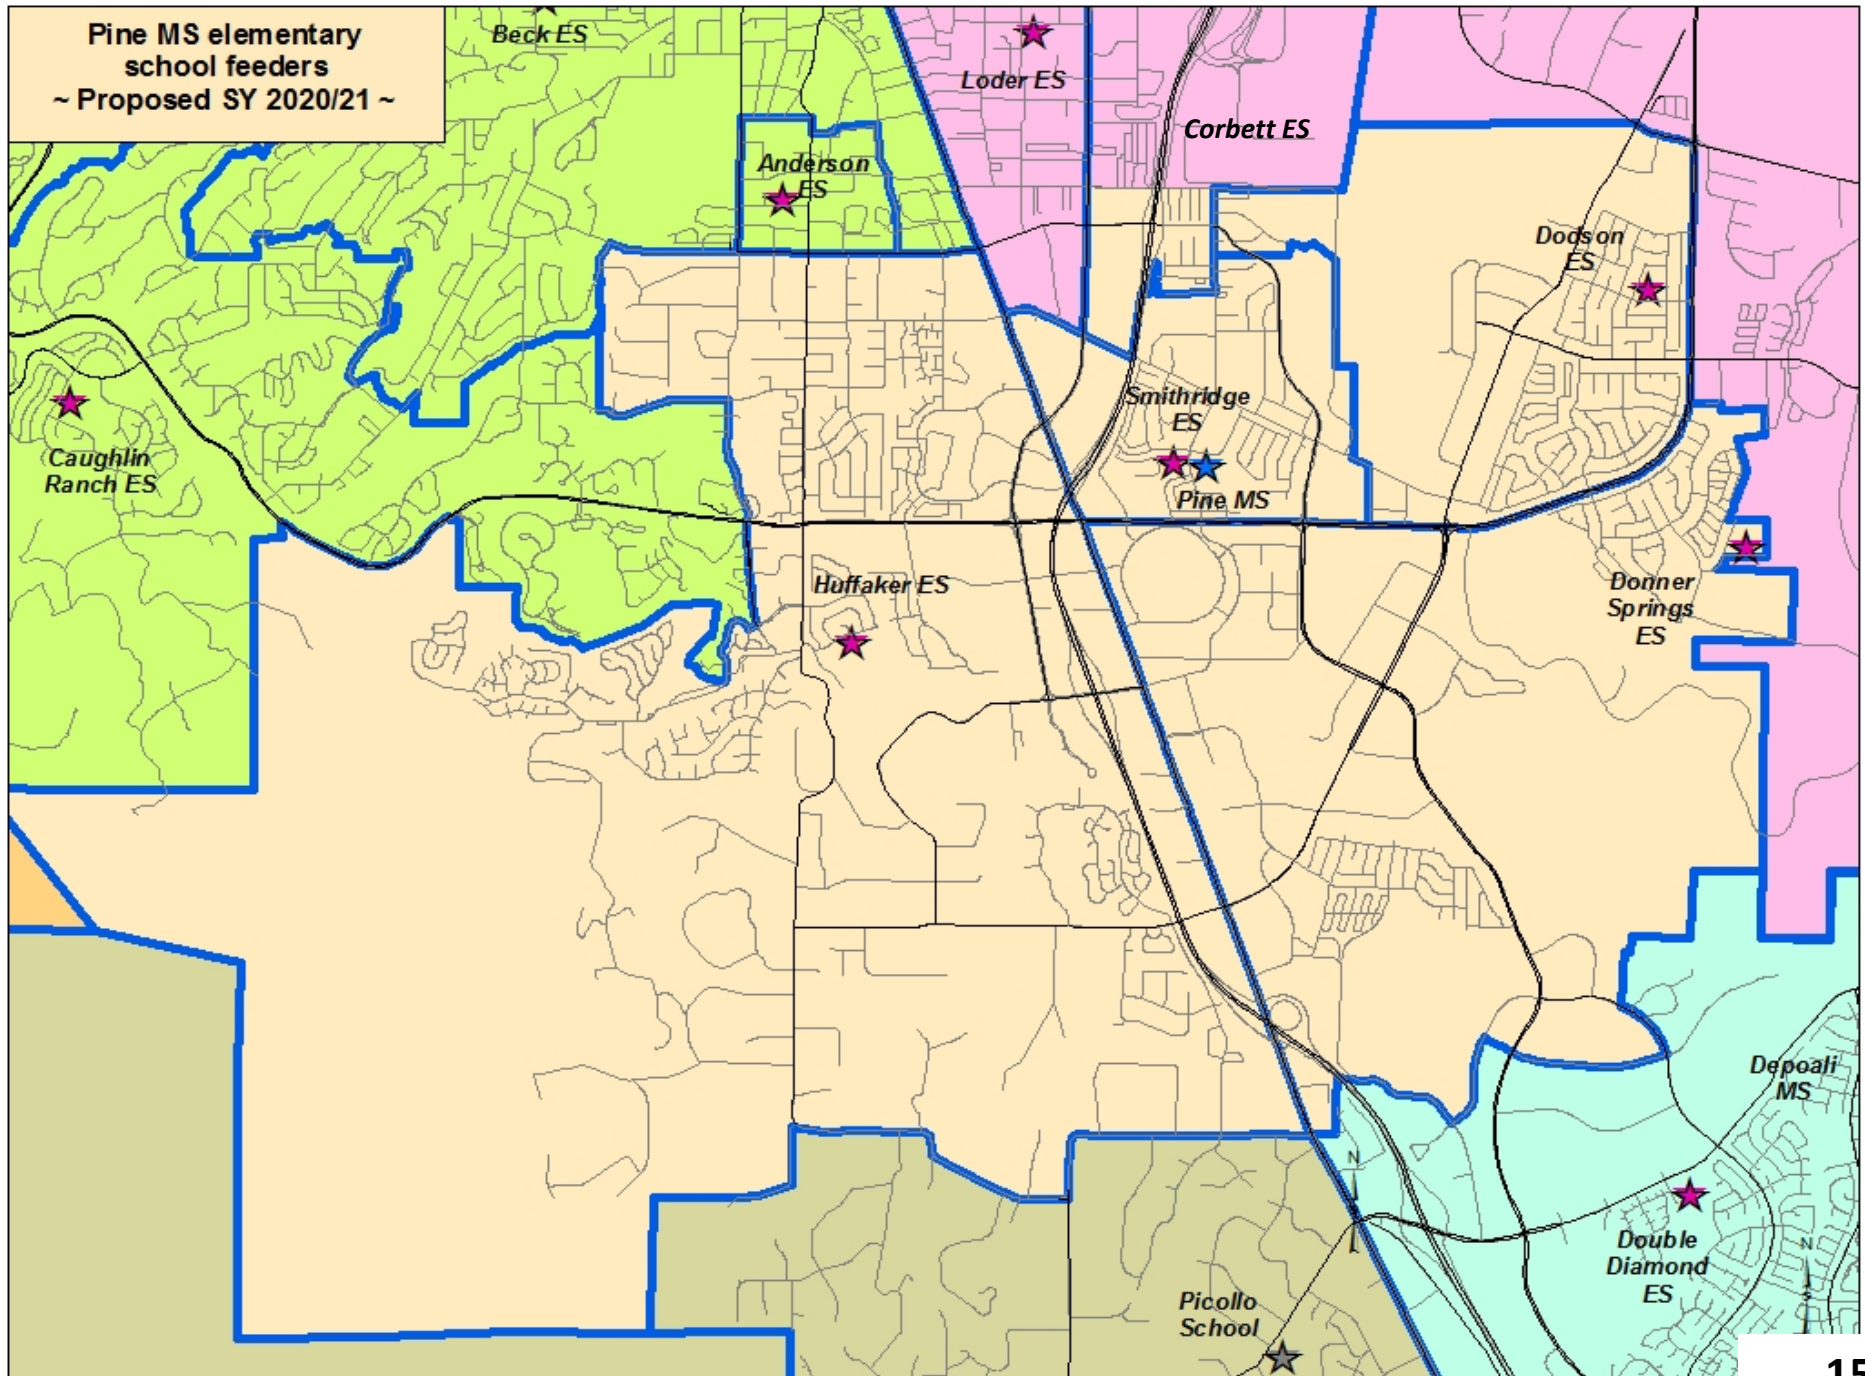 Pine MS elementary
school feeders
~ Proposed SY 2020/21 ~
Beck ES
Loder ES
Corbett ES
Anderson
ES
Dodson
ES
Smithridge
ES
Caughlin
Ranch ES
Pine MS
Huffaker ES
Donner
Springs
ES
Depoali
MS
N
N
Double
Diamond
ES
Picollo
School
15